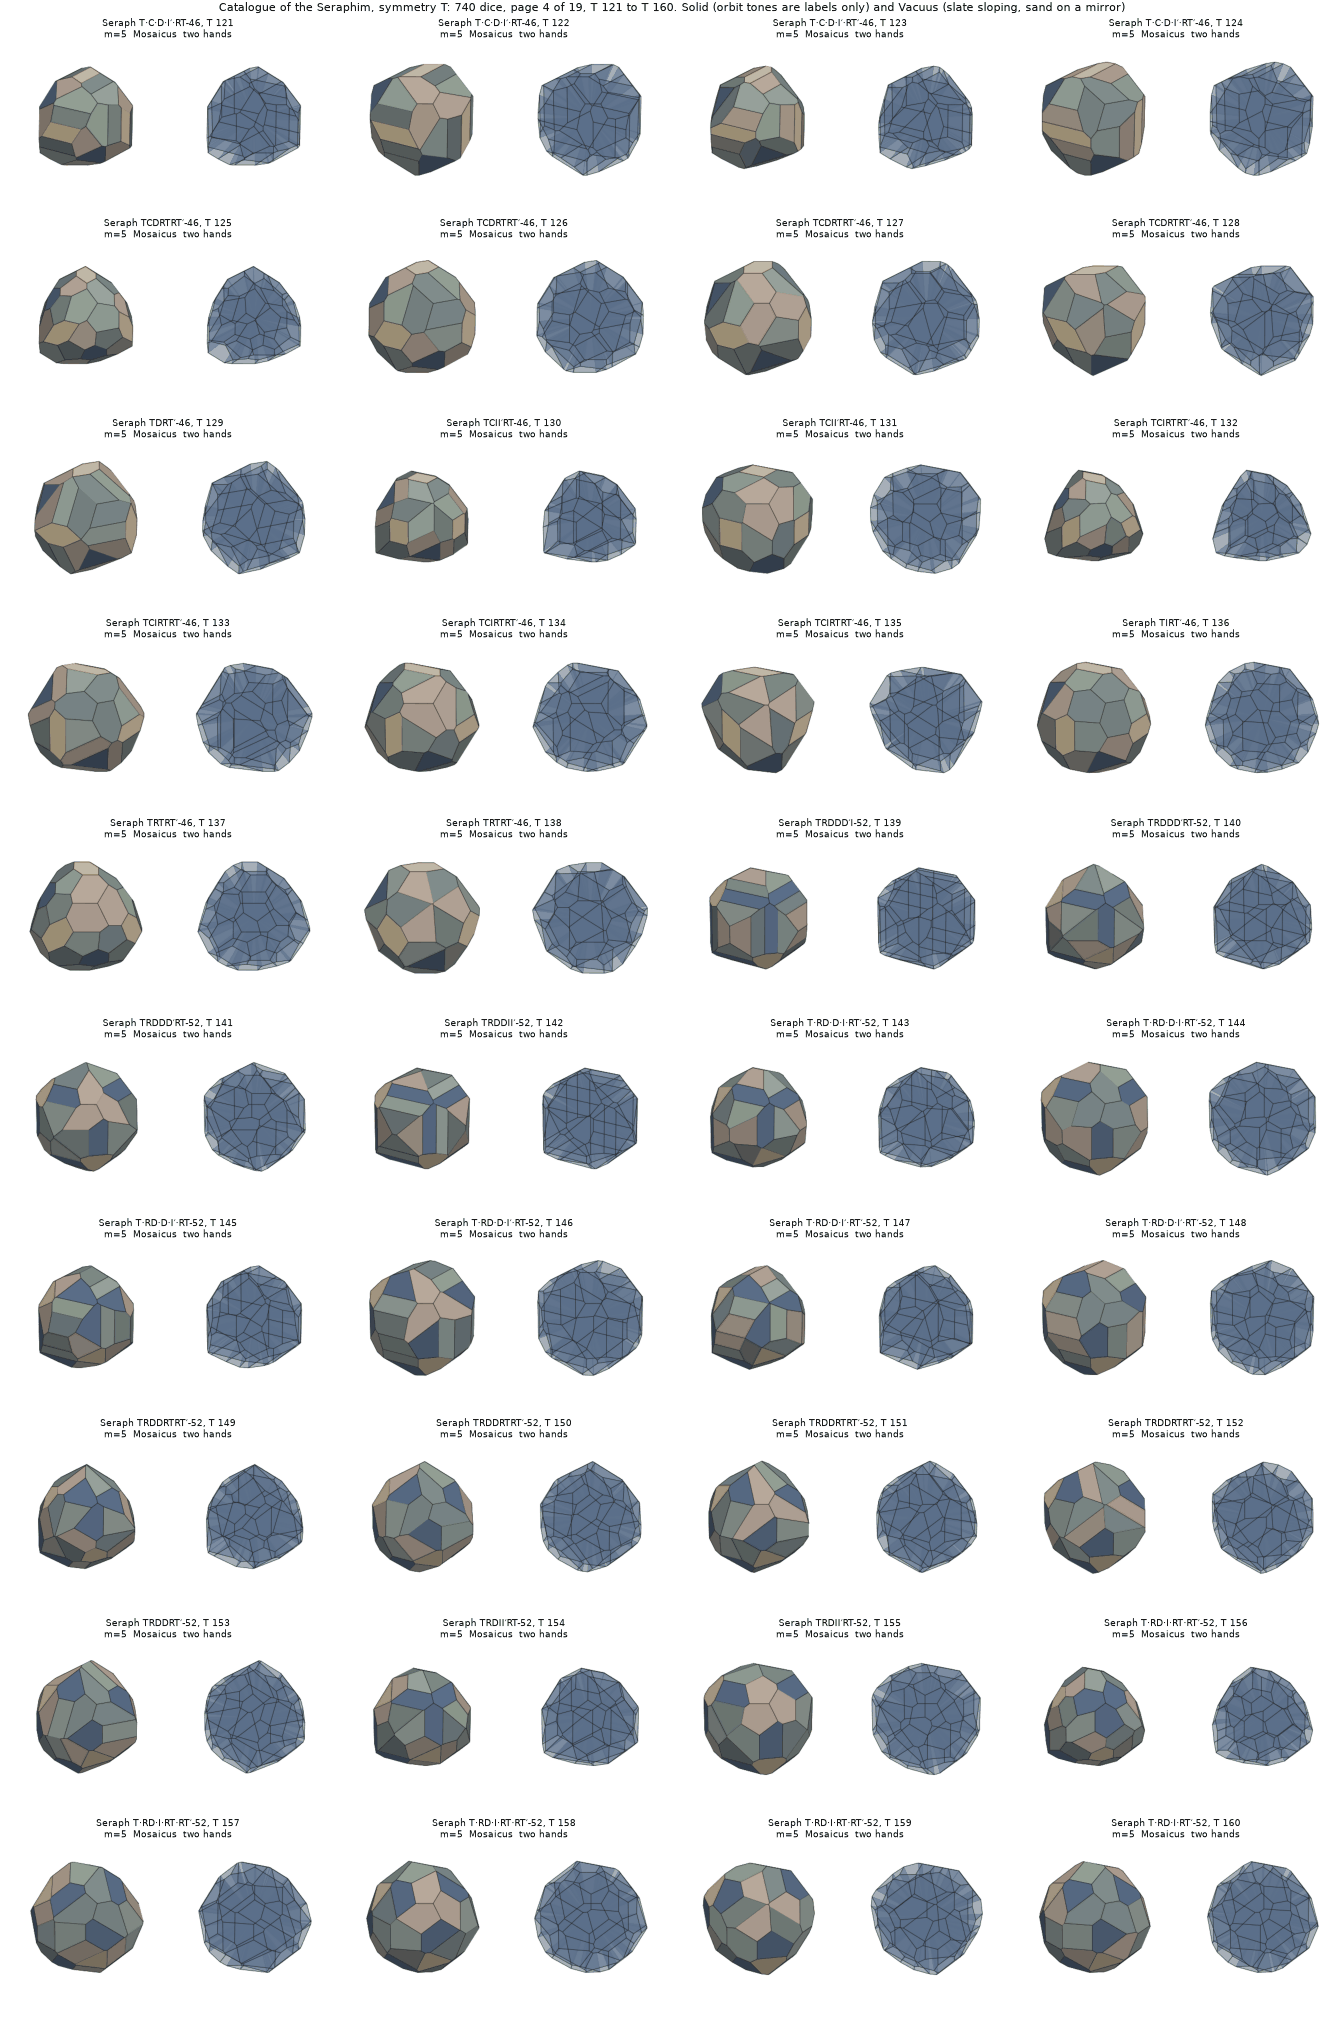 Catalogue of the Seraphim, symmetry T: 740 dice, page 4 of 19, T 121 to T 160. Solid (orbit tones are labels only) and Vacuus (slate sloping, sand on a mirror)
Seraph T·C·D·I′·RT-46, T 121
m=5 Mosaicus two hands
Seraph T·C·D·I′·RT-46, T 122
m=5 Mosaicus two hands
Seraph T·C·D·I′·RT′-46, T 123
m=5 Mosaicus two hands
Seraph T·C·D·I′·RT′-46, T 124
m=5 Mosaicus two hands
Seraph TCDRTRT′-46, T 125
m=5 Mosaicus two hands
Seraph TCDRTRT′-46, T 126
m=5 Mosaicus two hands
Seraph TCDRTRT′-46, T 127
m=5 Mosaicus two hands
Seraph TCDRTRT′-46, T 128
m=5 Mosaicus two hands
Seraph TDRT′-46, T 129
m=5 Mosaicus two hands
Seraph TCII′RT-46, T 130
m=5 Mosaicus two hands
Seraph TCII′RT-46, T 131
m=5 Mosaicus two hands
Seraph TCIRTRT′-46, T 132
m=5 Mosaicus two hands
Seraph TCIRTRT′-46, T 133
m=5 Mosaicus two hands
Seraph TCIRTRT′-46, T 134
m=5 Mosaicus two hands
Seraph TCIRTRT′-46, T 135
m=5 Mosaicus two hands
Seraph TIRT′-46, T 136
m=5 Mosaicus two hands
Seraph TRTRT′-46, T 137
m=5 Mosaicus two hands
Seraph TRTRT′-46, T 138
m=5 Mosaicus two hands
Seraph TRDDD′I-52, T 139
m=5 Mosaicus two hands
Seraph TRDDD′RT-52, T 140
m=5 Mosaicus two hands
Seraph TRDDD′RT-52, T 141
m=5 Mosaicus two hands
Seraph TRDDII′-52, T 142
m=5 Mosaicus two hands
Seraph T·RD·D·I·RT′-52, T 143
m=5 Mosaicus two hands
Seraph T·RD·D·I·RT′-52, T 144
m=5 Mosaicus two hands
Seraph T·RD·D·I′·RT-52, T 145
m=5 Mosaicus two hands
Seraph T·RD·D·I′·RT-52, T 146
m=5 Mosaicus two hands
Seraph T·RD·D·I′·RT′-52, T 147
m=5 Mosaicus two hands
Seraph T·RD·D·I′·RT′-52, T 148
m=5 Mosaicus two hands
Seraph TRDDRTRT′-52, T 149
m=5 Mosaicus two hands
Seraph TRDDRTRT′-52, T 150
m=5 Mosaicus two hands
Seraph TRDDRTRT′-52, T 151
m=5 Mosaicus two hands
Seraph TRDDRTRT′-52, T 152
m=5 Mosaicus two hands
Seraph TRDDRT′-52, T 153
m=5 Mosaicus two hands
Seraph TRDII′RT-52, T 154
m=5 Mosaicus two hands
Seraph TRDII′RT-52, T 155
m=5 Mosaicus two hands
Seraph T·RD·I·RT·RT′-52, T 156
m=5 Mosaicus two hands
Seraph T·RD·I·RT·RT′-52, T 157
m=5 Mosaicus two hands
Seraph T·RD·I·RT·RT′-52, T 158
m=5 Mosaicus two hands
Seraph T·RD·I·RT·RT′-52, T 159
m=5 Mosaicus two hands
Seraph T·RD·I·RT′-52, T 160
m=5 Mosaicus two hands